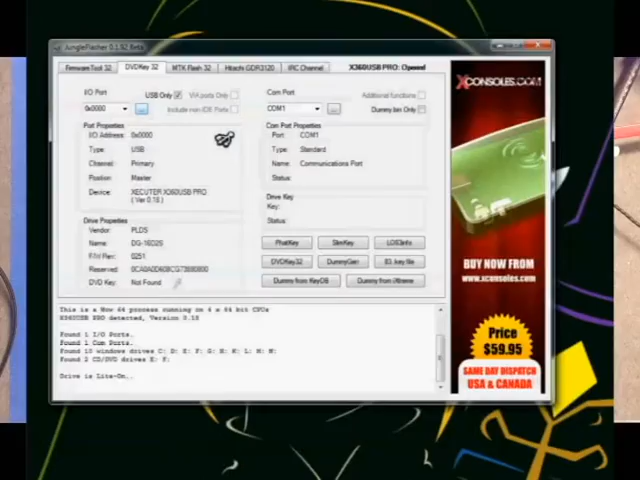 JungleFlasher 0.1.92 Beta
FirmwareTool 32
DVDKey 32
MTK Flash 32
Hitachi GDR3120
IRC Channel
X360USB PRO: Opened
I/O Port
USB Only
VIA ports Only
0x0000
Include non-IDE Ports
Port Properties
I/O Address: 0x0000
Type: USB
Channel: Primary
Position: Master
Device: XECUTER X360USB PRO
( Ver 0.18 )
Drive Properties
Vendor: PLDS
Name: DG-16D2S
F/W Rev: 0251
Reserved:
DVD Key: Not Found
Com Port
Additional functions
COM1
Dummy.bin Only
Com Port Properties
Port: COM1
Type: Standard
Name: Communications Port
Status:
Drive Key
Key:
Status:
PhatKey
SlimKey
LO83info
DVDKey32
DummyGen
83 key file
Dummy from KeyDB
Dummy from iXtreme
This is a Wow 64 process running on 4 x 64 bit CPUs
X360USB PRO detected, Version 0.18
Found 1 I/O Ports.
Found 1 Com Ports.
Found 10 windows drives C: D: E: F: G: H: K: L: M: N:
Found 2 CD/DVD drives E: F:
Drive is Lite-On..
XCONSOLES.COM
BUY NOW FROM
www.xconsoles.com
Price
$59.95
SAME DAY DISPATCH
USA & CANADA